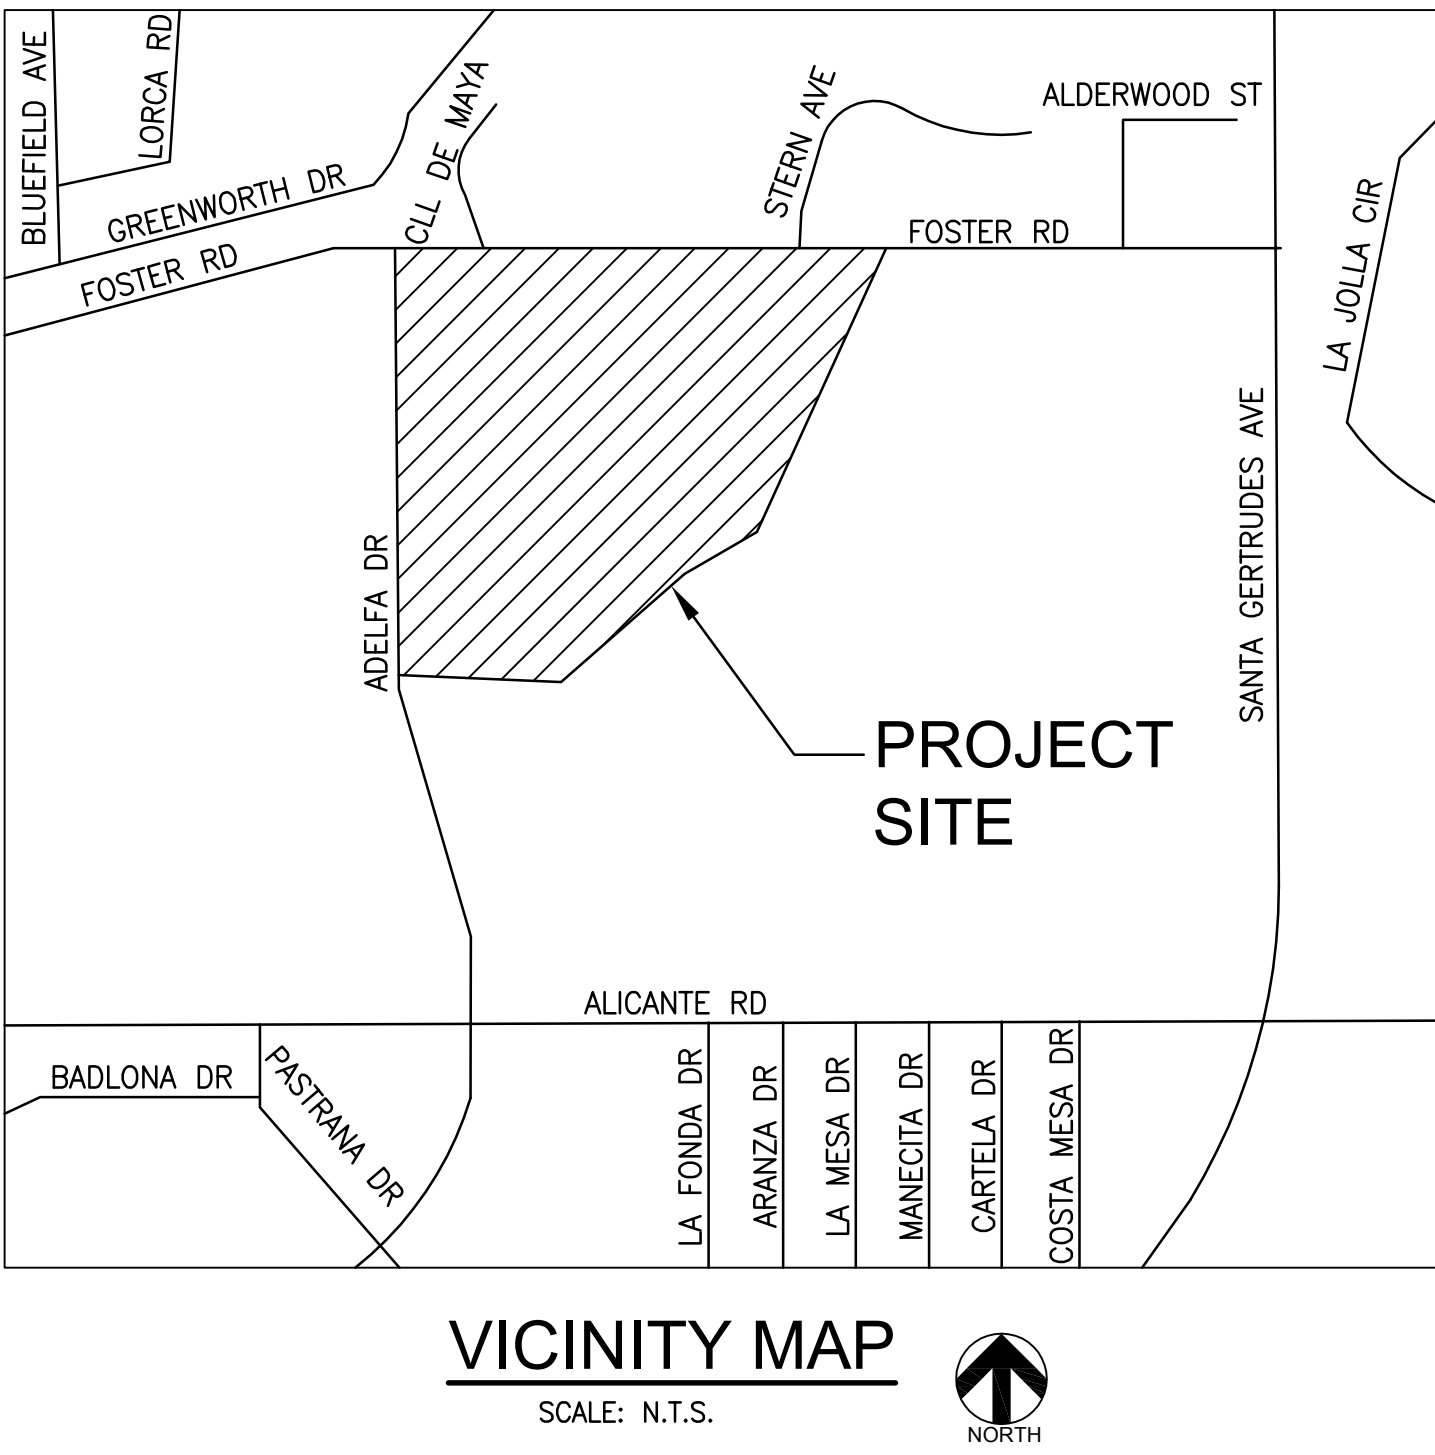 BLUEFIELD AVE
LORCA RD
GREENWORTH DR
FOSTER RD
CLL DE MAYA
STERN AVE
ALDERWOOD ST
FOSTER RD
LA JOLLA CIR
SANTA GERTRUDES AVE
ADELFA DR
PROJECT
SITE
ALICANTE RD
BADLONA DR
PASTRANA DR
LA FONDA DR
ARANZA DR
LA MESA DR
MANECITA DR
CARTELA DR
COSTA MESA DR
VICINITY MAP
SCALE: N.T.S.
NORTH